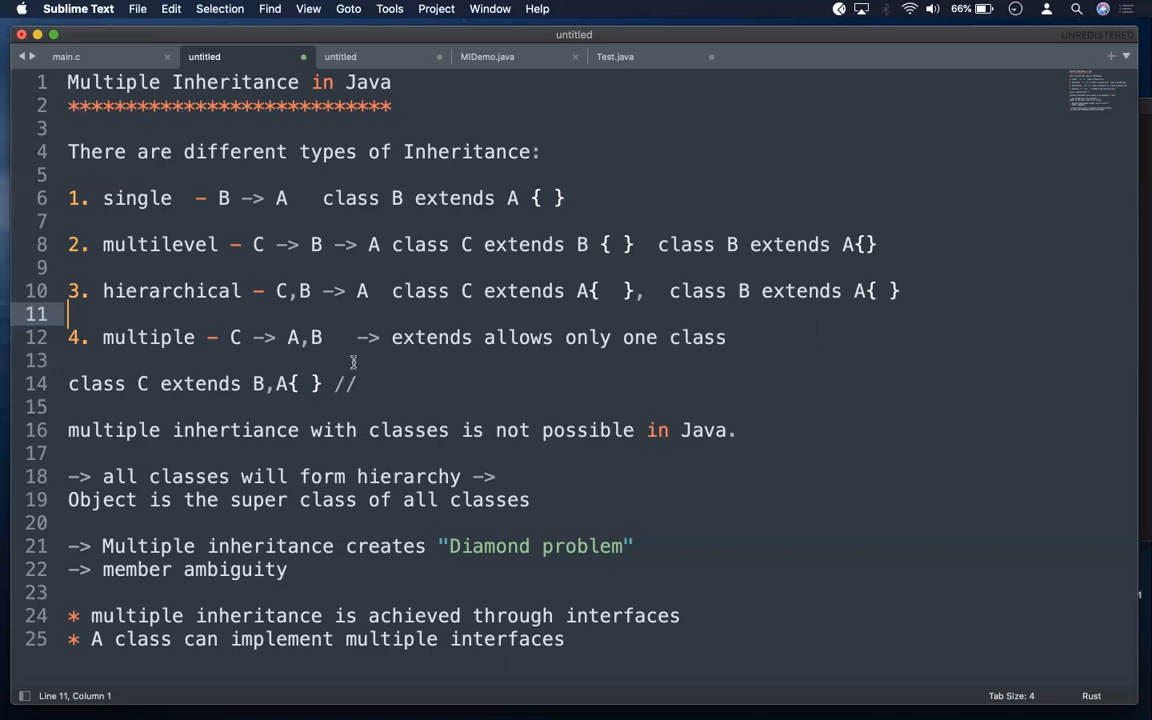 Sublime Text File Edit Selection Find View Goto Tools Project Window Help 66%
untitled UNREGISTERED
main.c untitled untitled MIDemo.java Test.java
1 Multiple Inheritance in Java
2 ****************************
3
4 There are different types of Inheritance:
5
6 1. single  - B -> A   class B extends A { }
7
8 2. multilevel - C -> B -> A class C extends B { }  class B extends A{}
9
10 3. hierarchical - C,B -> A  class C extends A{  },  class B extends A{ }
11
12 4. multiple - C -> A,B   -> extends allows only one class
13
14 class C extends B,A{ } //
15
16 multiple inhertiance with classes is not possible in Java.
17
18 -> all classes will form hierarchy ->
19 Object is the super class of all classes
20
21 -> Multiple inheritance creates "Diamond problem"
22 -> member ambiguity
23
24 * multiple inheritance is achieved through interfaces
25 * A class can implement multiple interfaces
Line 11, Column 1 Tab Size: 4 Rust